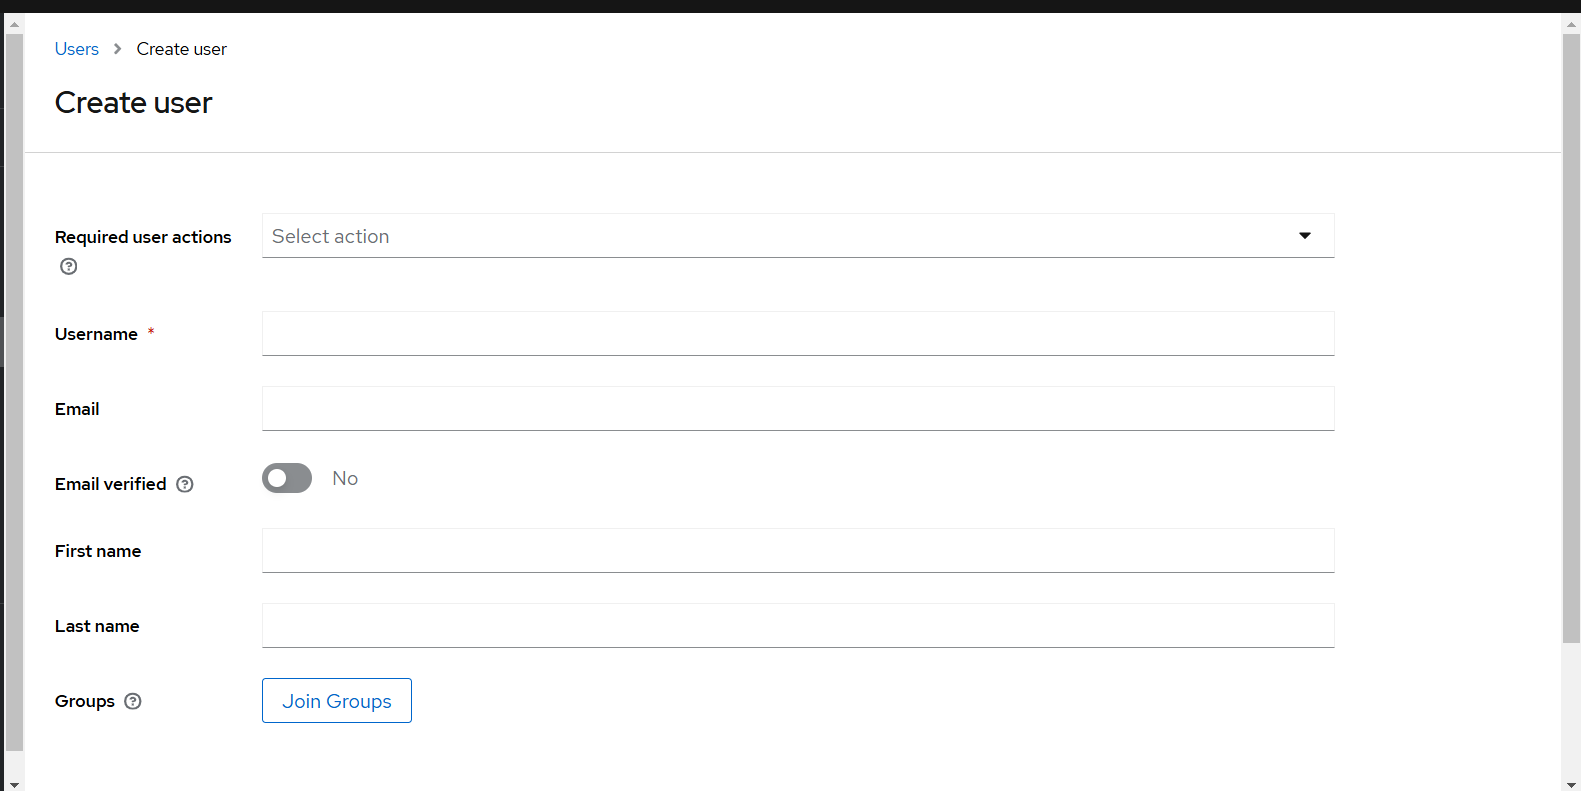 Users > Create user
Create user
Required user actions
Select action
Username *
Email
Email verified
No
First name
Last name
Groups
Join Groups